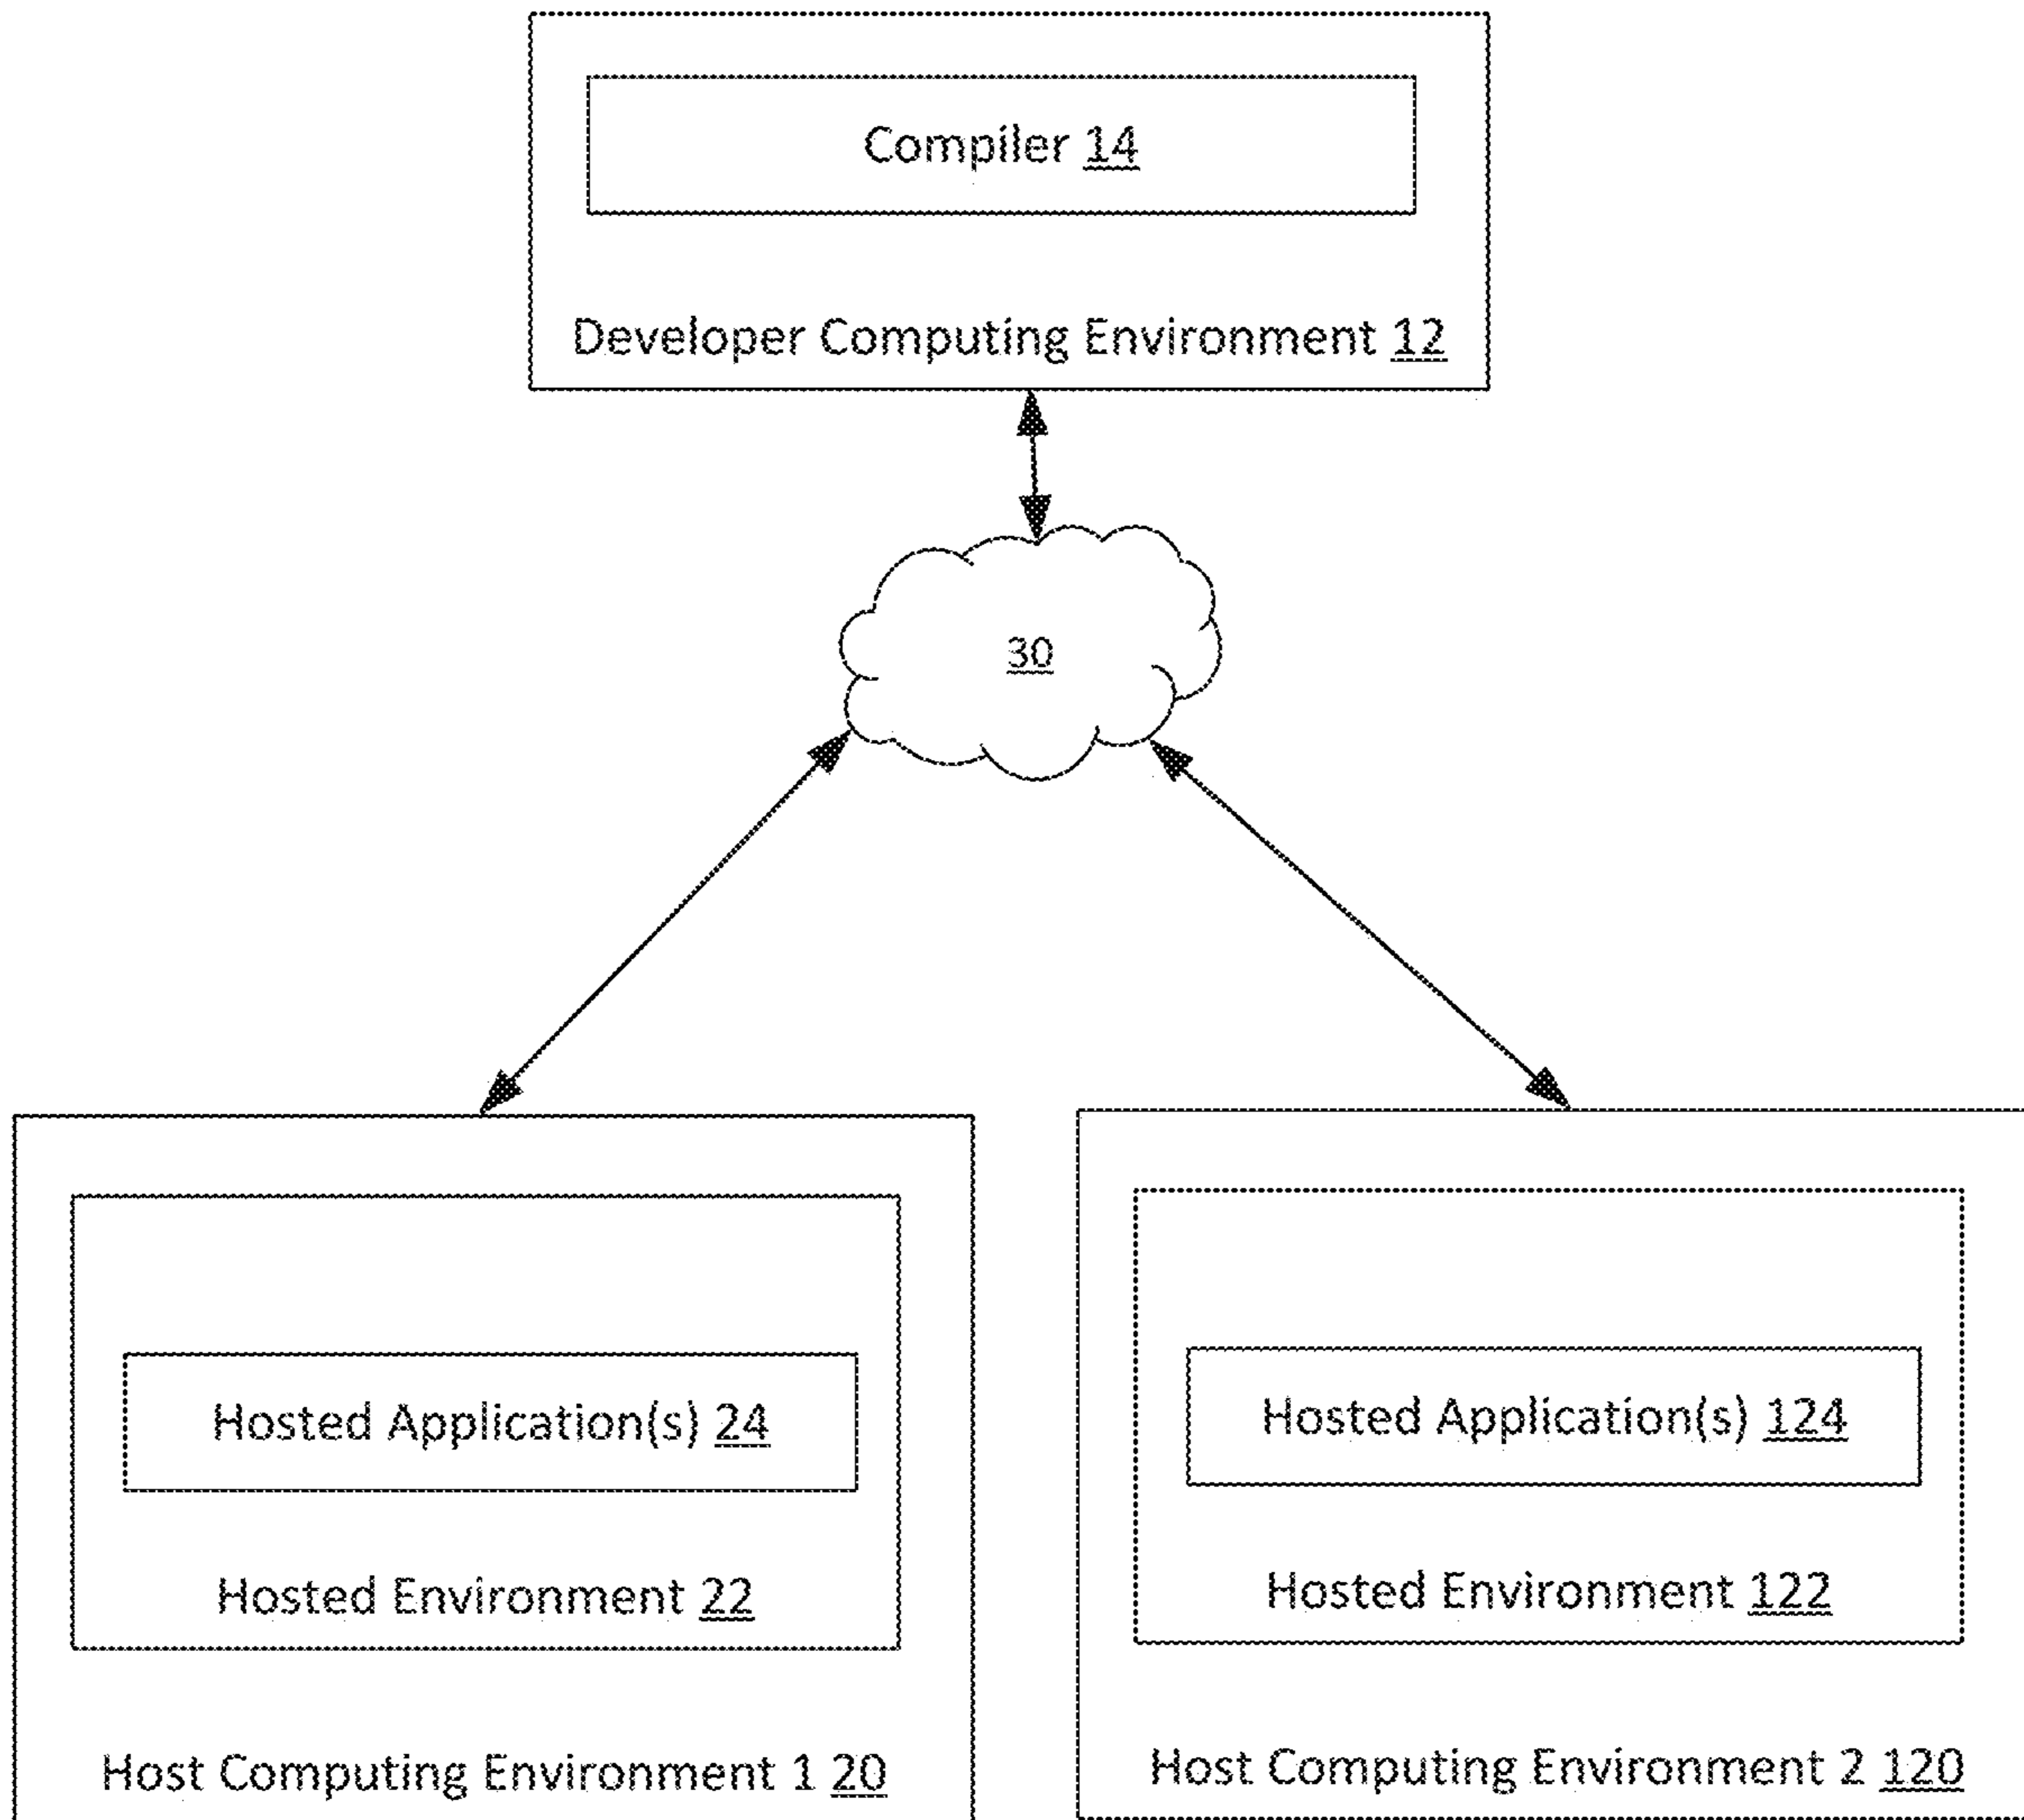 Compiler 14
Developer Computing Environment 12
30
Hosted Application(s) 24
Hosted Environment 22
Host Computing Environment 1 20
Hosted Application(s) 124
Hosted Environment 122
Host Computing Environment 2 120